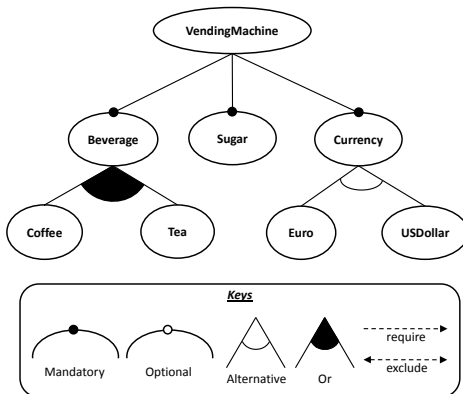 VendingMachine
Beverage
Sugar
Currency
Coffee
Tea
Euro
USDollar
Keys
Mandatory
Optional
Alternative
Or
require
exclude